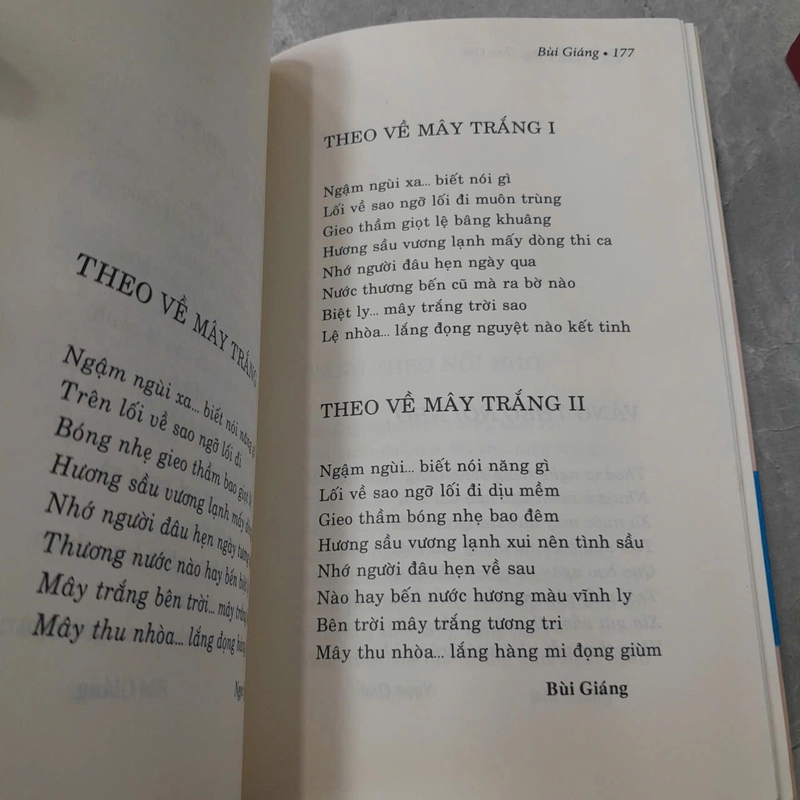 THEO VỀ MÂY TRẮNG
Ngậm ngùi xa... biết nói năng gì
Trên lối về sao ngỡ lối đi
Bóng nhẹ gieo thầm bao giọt
Hương sầu vương lạnh mấy
Nhớ người đâu hẹn ngày
Thương nước nào hay bến biệt
Mây trắng bên trời... mây
Mây thu nhòa... lắng đọng
Bùi Giáng • 177
THEO VỀ MÂY TRẮNG I
Ngậm ngùi xa... biết nói gì
Lối về sao ngỡ lối đi muôn trùng
Gieo thầm giọt lệ bâng khuâng
Hương sầu vương lạnh mấy dòng thi ca
Nhớ người đâu hẹn ngày qua
Nước thương bến cũ mà ra bờ nào
Biệt ly... mây trắng trời sao
Lệ nhòa... lắng đọng nguyệt nào kết tinh
THEO VỀ MÂY TRẮNG II
Ngậm ngùi... biết nói năng gì
Lối về sao ngỡ lối đi dịu mềm
Gieo thầm bóng nhẹ bao đêm
Hương sầu vương lạnh xui nên tình sầu
Nhớ người đâu hẹn về sau
Nào hay bến nước hương màu vĩnh ly
Bên trời mây trắng tương tri
Mây thu nhòa... lắng hàng mi đọng giùm
Bùi Giáng